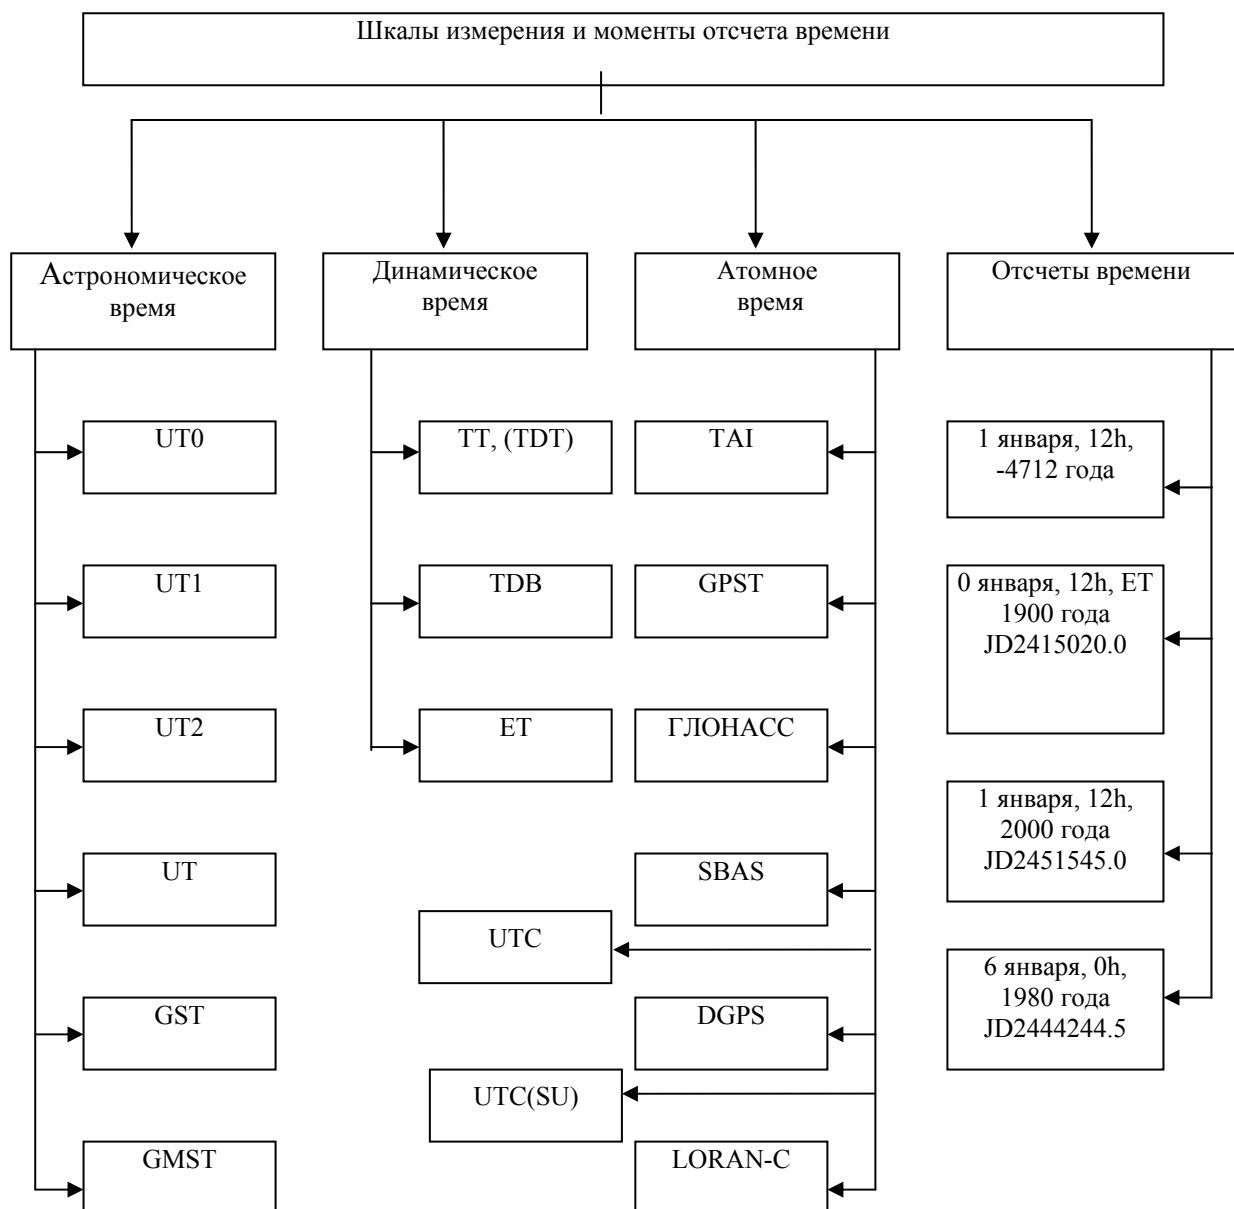 Шкалы измерения и моменты отсчета времени
Астрономическое
время
Динамическое
время
Атомное
время
Отсчеты времени
UT0
UT1
UT2
UT
GST
GMST
TT, (TDT)
TDB
ET
UTC
UTC(SU)
TAI
GPST
ГЛОНАСС
SBAS
DGPS
LORAN-C
1 января, 12h,
-4712 года
0 января, 12h, ET
1900 года
JD2415020.0
1 января, 12h,
2000 года
JD2451545.0
6 января, 0h,
1980 года
JD2444244.5